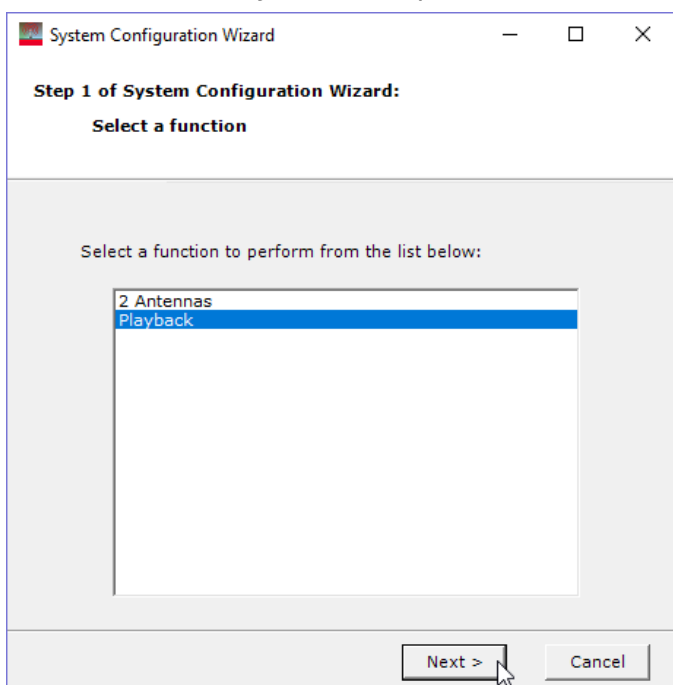 System Configuration Wizard
Step 1 of System Configuration Wizard:
Select a function
Select a function to perform from the list below:
2 Antennas
Playback
Next >
Cancel